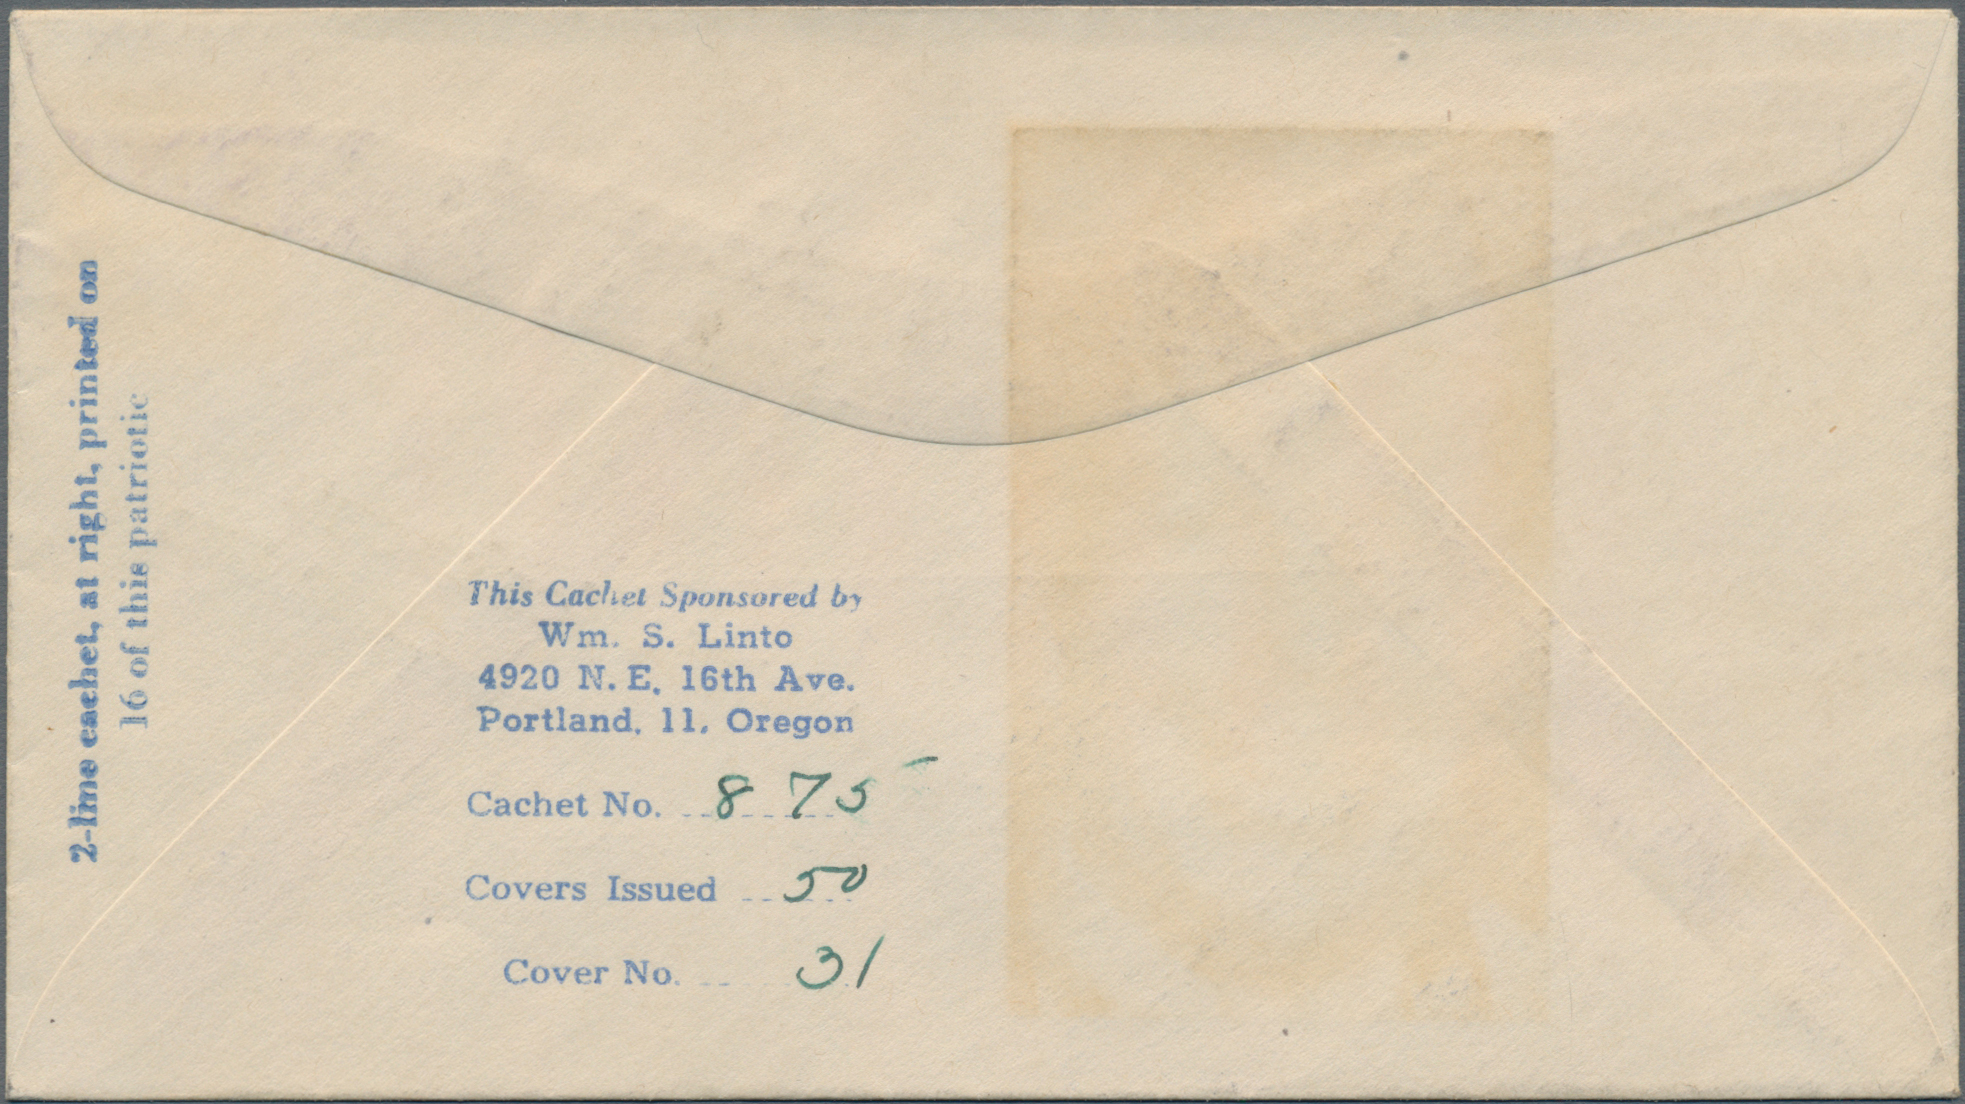 2-line cachet, at right, printed on
16 of this patriotic
This Cachet Sponsored by
Wm. S. Linto
4920 N.E. 16th Ave.
Portland, 11, Oregon
Cachet No. 875
Covers Issued 50
Cover No. 31